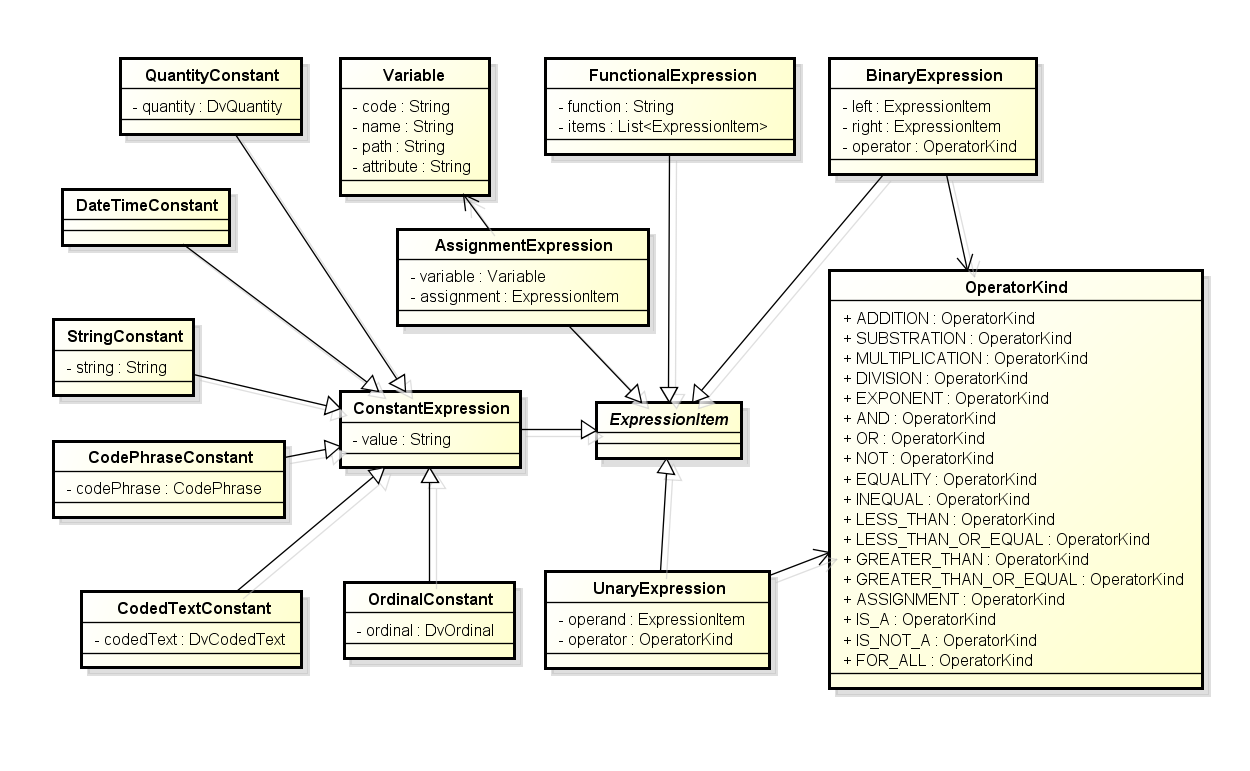 QuantityConstant
- quantity : DvQuantity
Variable
- code : String
- name : String
- path : String
- attribute : String
FunctionalExpression
- function : String
- items : List<ExpressionItem>
BinaryExpression
- left : ExpressionItem
- right : ExpressionItem
- operator : OperatorKind
DateTimeConstant
AssignmentExpression
- variable : Variable
- assignment : ExpressionItem
OperatorKind
+ ADDITION : OperatorKind
+ SUBSTRATION : OperatorKind
+ MULTIPLICATION : OperatorKind
+ DIVISION : OperatorKind
+ EXPONENT : OperatorKind
+ AND : OperatorKind
+ OR : OperatorKind
+ NOT : OperatorKind
+ EQUALITY : OperatorKind
+ INEQUAL : OperatorKind
+ LESS_THAN : OperatorKind
+ LESS_THAN_OR_EQUAL : OperatorKind
+ GREATER_THAN : OperatorKind
+ GREATER_THAN_OR_EQUAL : OperatorKind
+ ASSIGNMENT : OperatorKind
+ IS_A : OperatorKind
+ IS_NOT_A : OperatorKind
+ FOR_ALL : OperatorKind
StringConstant
- string : String
ConstantExpression
- value : String
ExpressionItem
CodePhraseConstant
- codePhrase : CodePhrase
CodedTextConstant
- codedText : DvCodedText
OrdinalConstant
- ordinal : DvOrdinal
UnaryExpression
- operand : ExpressionItem
- operator : OperatorKind